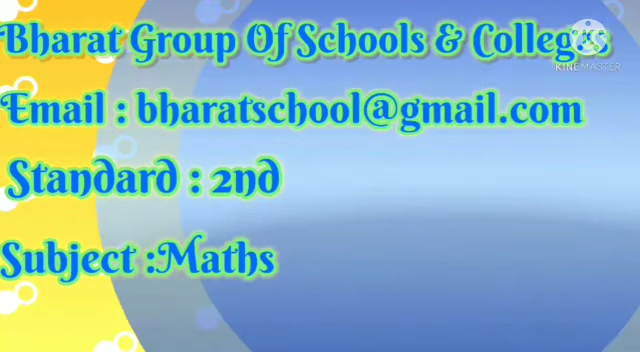 Bharat Group Of Schools & Colleges
KINEMASTER
Email : bharatschool@gmail.com
Standard : 2nd
Subject :Maths